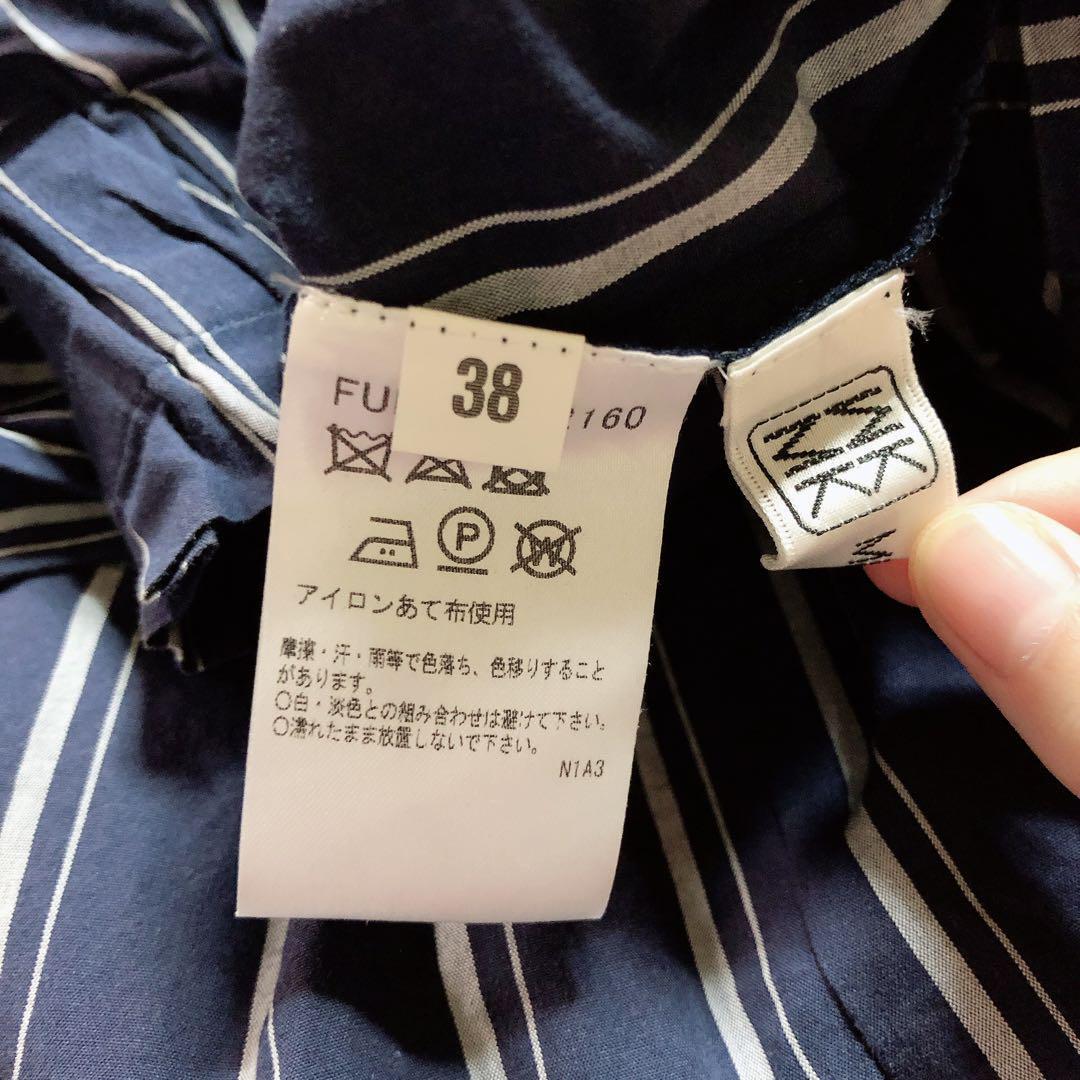 38
FU 2160
P
W
アイロンあて布使用
摩擦・汗・雨等で色落ち、色移りすること
があります。
○白・淡色との組み合わせは避けて下さい。
○濡れたまま放置しないで下さい。
N1A3
MK
MK